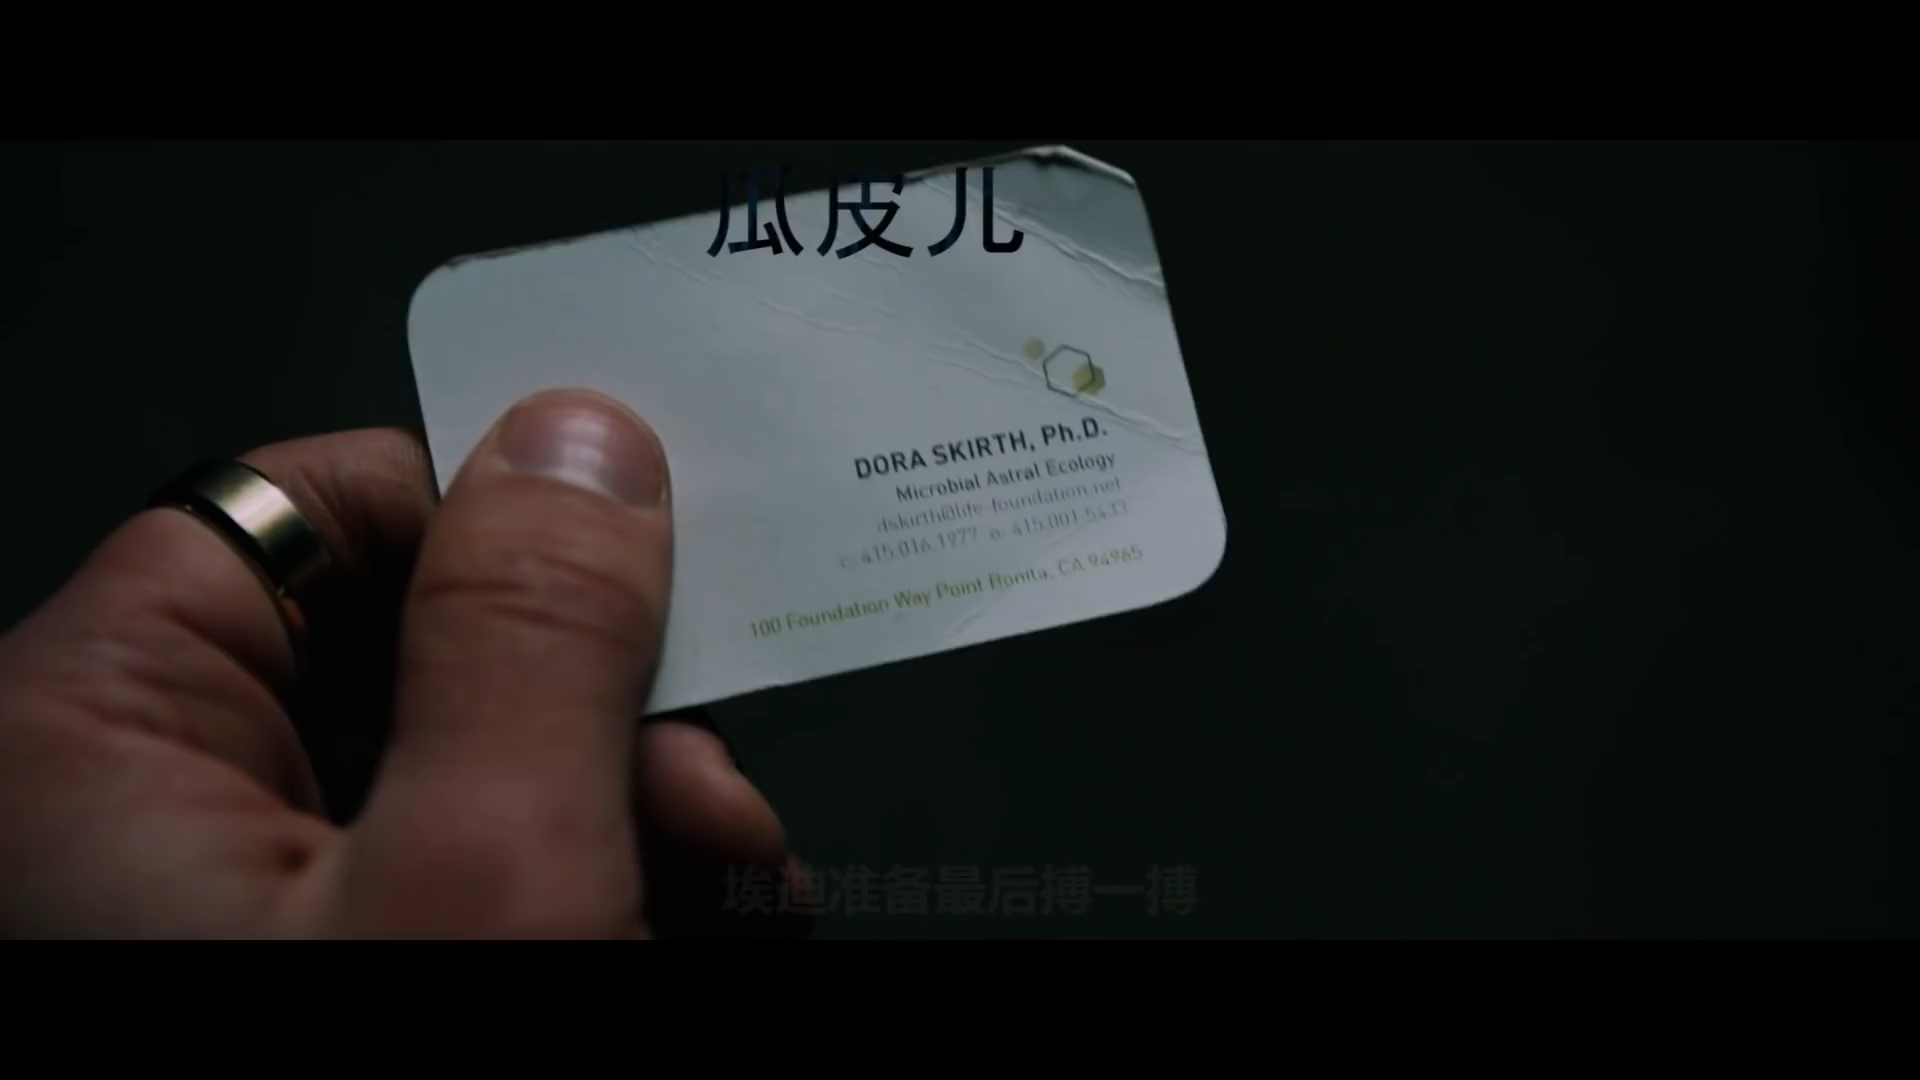 瓜皮儿
DORA SKIRTH, Ph.D.
Microbial Astral Ecology
dskirth@life-foundation.net
c: 415.016.1977 o: 415.001.5433
100 Foundation Way Point Bonita, CA 94965
埃迪准备最后搏一搏